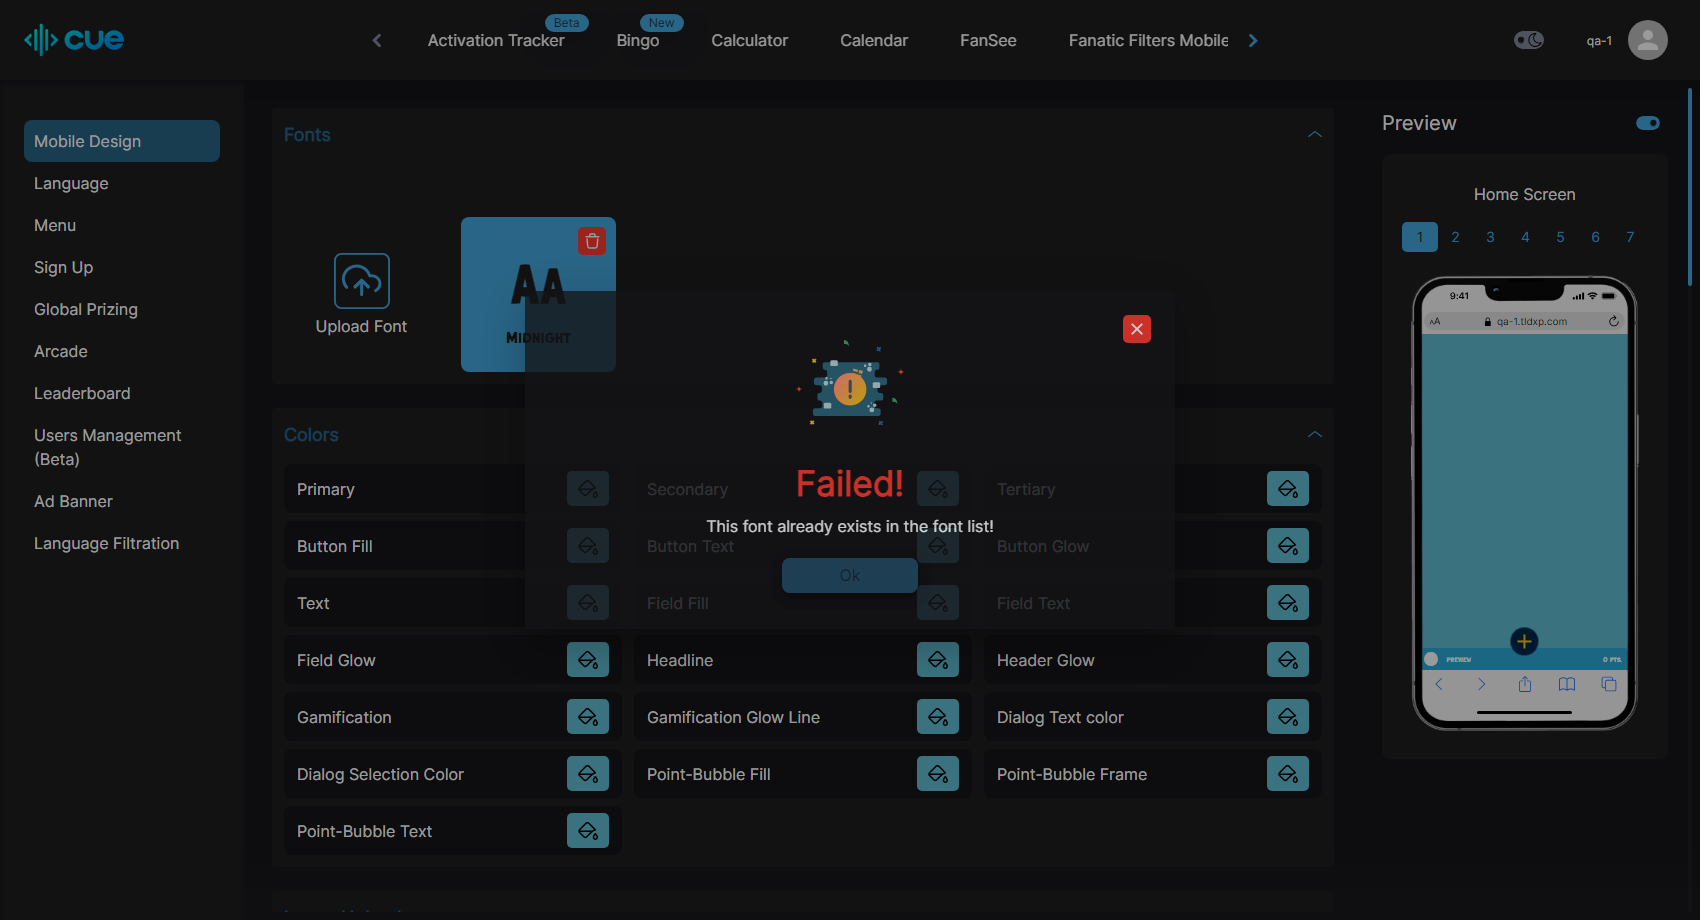 cue
Activation Tracker
Beta
Bingo
New
Calculator
Calendar
FanSee
Fanatic Filters Mobile
qa-1
Mobile Design
Language
Menu
Sign Up
Global Prizing
Arcade
Leaderboard
Users Management
(Beta)
Ad Banner
Language Filtration
Fonts
Upload Font
AA
MIDNIGHT
Failed!
This font already exists in the font list!
Ok
Colors
Primary
Secondary
Tertiary
Button Fill
Button Text
Button Glow
Text
Field Fill
Field Text
Field Glow
Headline
Header Glow
Gamification
Gamification Glow Line
Dialog Text color
Dialog Selection Color
Point-Bubble Fill
Point-Bubble Frame
Point-Bubble Text
Preview
Home Screen
1 2 3 4 5 6 7
9:41
AA
qa-1.tldxp.com
PREVIEW
0 PTS.